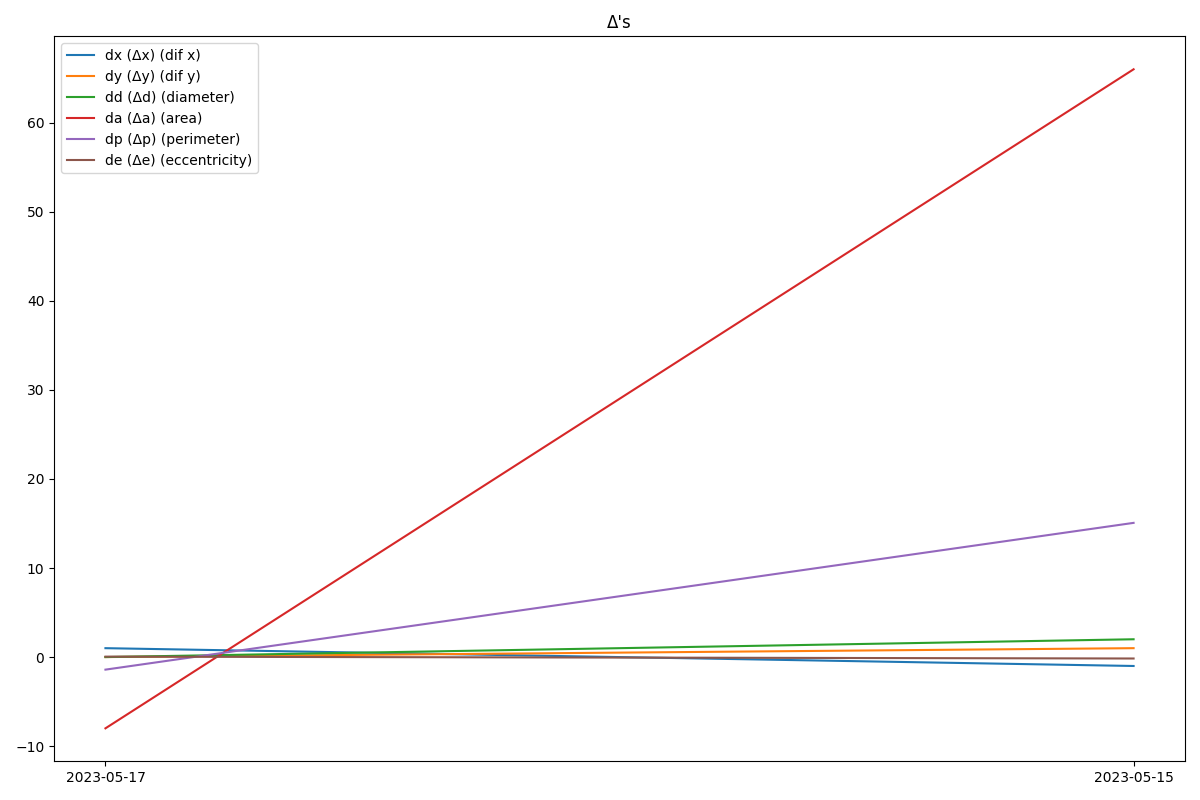 Δ's
dx (Δx) (dif x)
dy (Δy) (dif y)
dd (Δd) (diameter)
da (Δa) (area)
dp (Δp) (perimeter)
de (Δe) (eccentricity)
60
50
40
30
20
10
0
−10
2023-05-17 2023-05-15